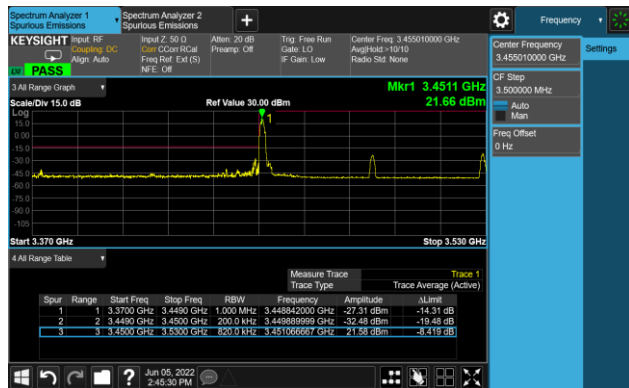 Spectrum Analyzer 1
Spurious Emissions
Spectrum Analyzer 2
Spurious Emissions
+
Frequency
KEYSIGHT
Input: RF
Coupling: DC
Align: Auto
Input Z: 50 Ω
Corr CCorr RCal
Freq Ref: Ext (S)
NFE: Off
Atten: 20 dB
Preamp: Off
Trig: Free Run
Gate: LO
IF Gain: Low
Center Freq: 3.455010000 GHz
Avg|Hold:>10/10
Radio Std: None
PASS
Center Frequency
3.455010000 GHz
Settings
CF Step
3.500000 MHz
Auto
Man
Freq Offset
0 Hz
3 All Range Graph
Mkr1 3.4511 GHz
21.66 dBm
Scale/Div 15.0 dB
Ref Value 30.00 dBm
Log
15.0
0.00
-15.0
-30.0
-45.0
-60.0
-75.0
-90.0
-105
1
Start 3.370 GHz
Stop 3.530 GHz
4 All Range Table
Measure Trace Trace 1
Trace Type Trace Average (Active)
Spur Range Start Freq Stop Freq RBW Frequency Amplitude ΔLimit
1 1 3.3700 GHz 3.4490 GHz 1.000 MHz 3.448842000 GHz -27.31 dBm -14.31 dB
2 2 3.4490 GHz 3.4500 GHz 200.0 kHz 3.449889999 GHz -32.48 dBm -19.48 dB
3 3 3.4500 GHz 3.5300 GHz 820.0 kHz 3.451066667 GHz 21.58 dBm -8.419 dB
?
Jun 05, 2022
2:45:30 PM